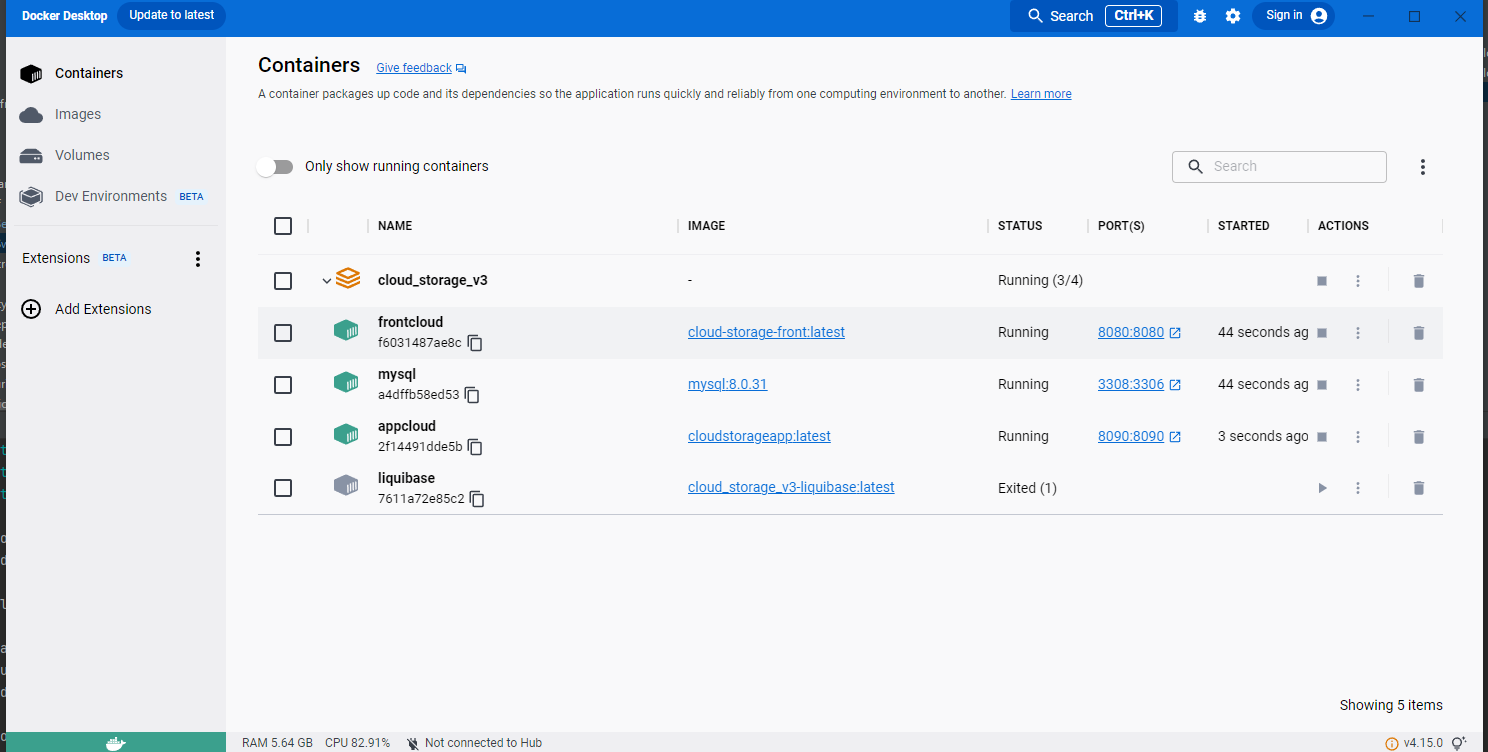 Docker Desktop Update to latest Search Ctrl+K Sign in
Containers
Images
Volumes
Dev Environments BETA
Extensions BETA
Add Extensions
Containers Give feedback
A container packages up code and its dependencies so the application runs quickly and reliably from one computing environment to another. Learn more
Only show running containers Search
NAME IMAGE STATUS PORT(S) STARTED ACTIONS
cloud_storage_v3 - Running (3/4)
frontcloud
f6031487ae8c cloud-storage-front:latest Running 8080:8080 44 seconds ag
mysql
a4dffb58ed53 mysql:8.0.31 Running 3308:3306 44 seconds ag
appcloud
2f14491dde5b cloudstorageapp:latest Running 8090:8090 3 seconds ago
liquibase
7611a72e85c2 cloud_storage_v3-liquibase:latest Exited (1)
Showing 5 items
RAM 5.64 GB CPU 82.91% Not connected to Hub v4.15.0